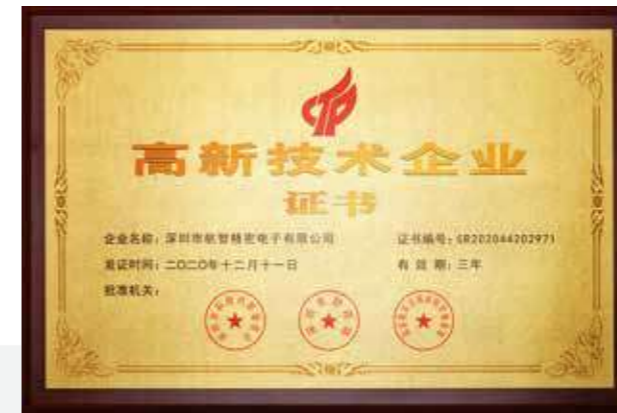 高新技术企业
证书
企业名称：深圳市航智精密电子有限公司
证书编号：GR202044202971
发证时间：二〇二〇年十二月十一日
有效期：三年
批准机关：